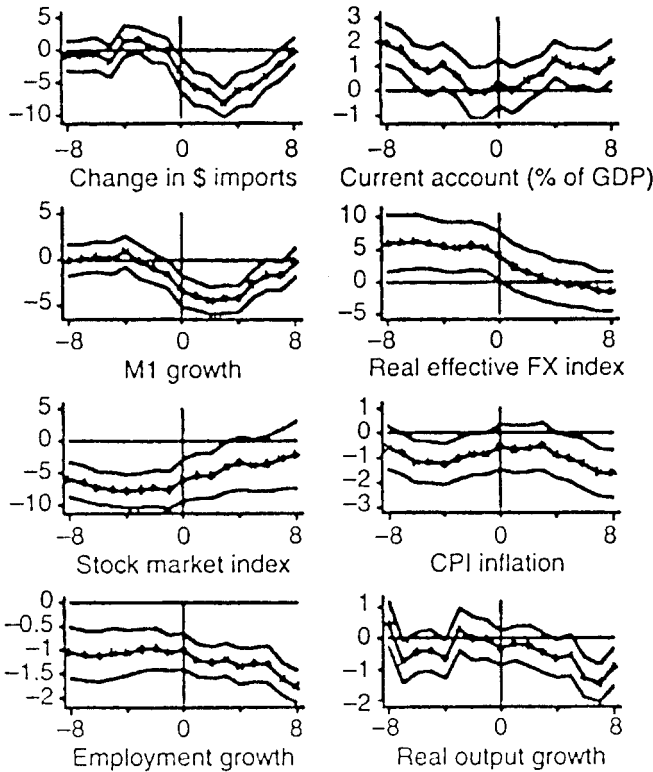 5
0
-5
-10
-8 0 8
Change in $ imports
3
2
1
0
-1
-8 0 8
Current account (% of GDP)
5
0
-5
-8 0 8
M1 growth
10
5
0
-5
-8 0 8
Real effective FX index
5
0
-5
-10
-8 0 8
Stock market index
1
0
-1
-2
-3
-8 0 8
CPI inflation
0
-0.5
-1
-1.5
-2
-8 0 8
Employment growth
1
0
-1
-2
-8 0 8
Real output growth